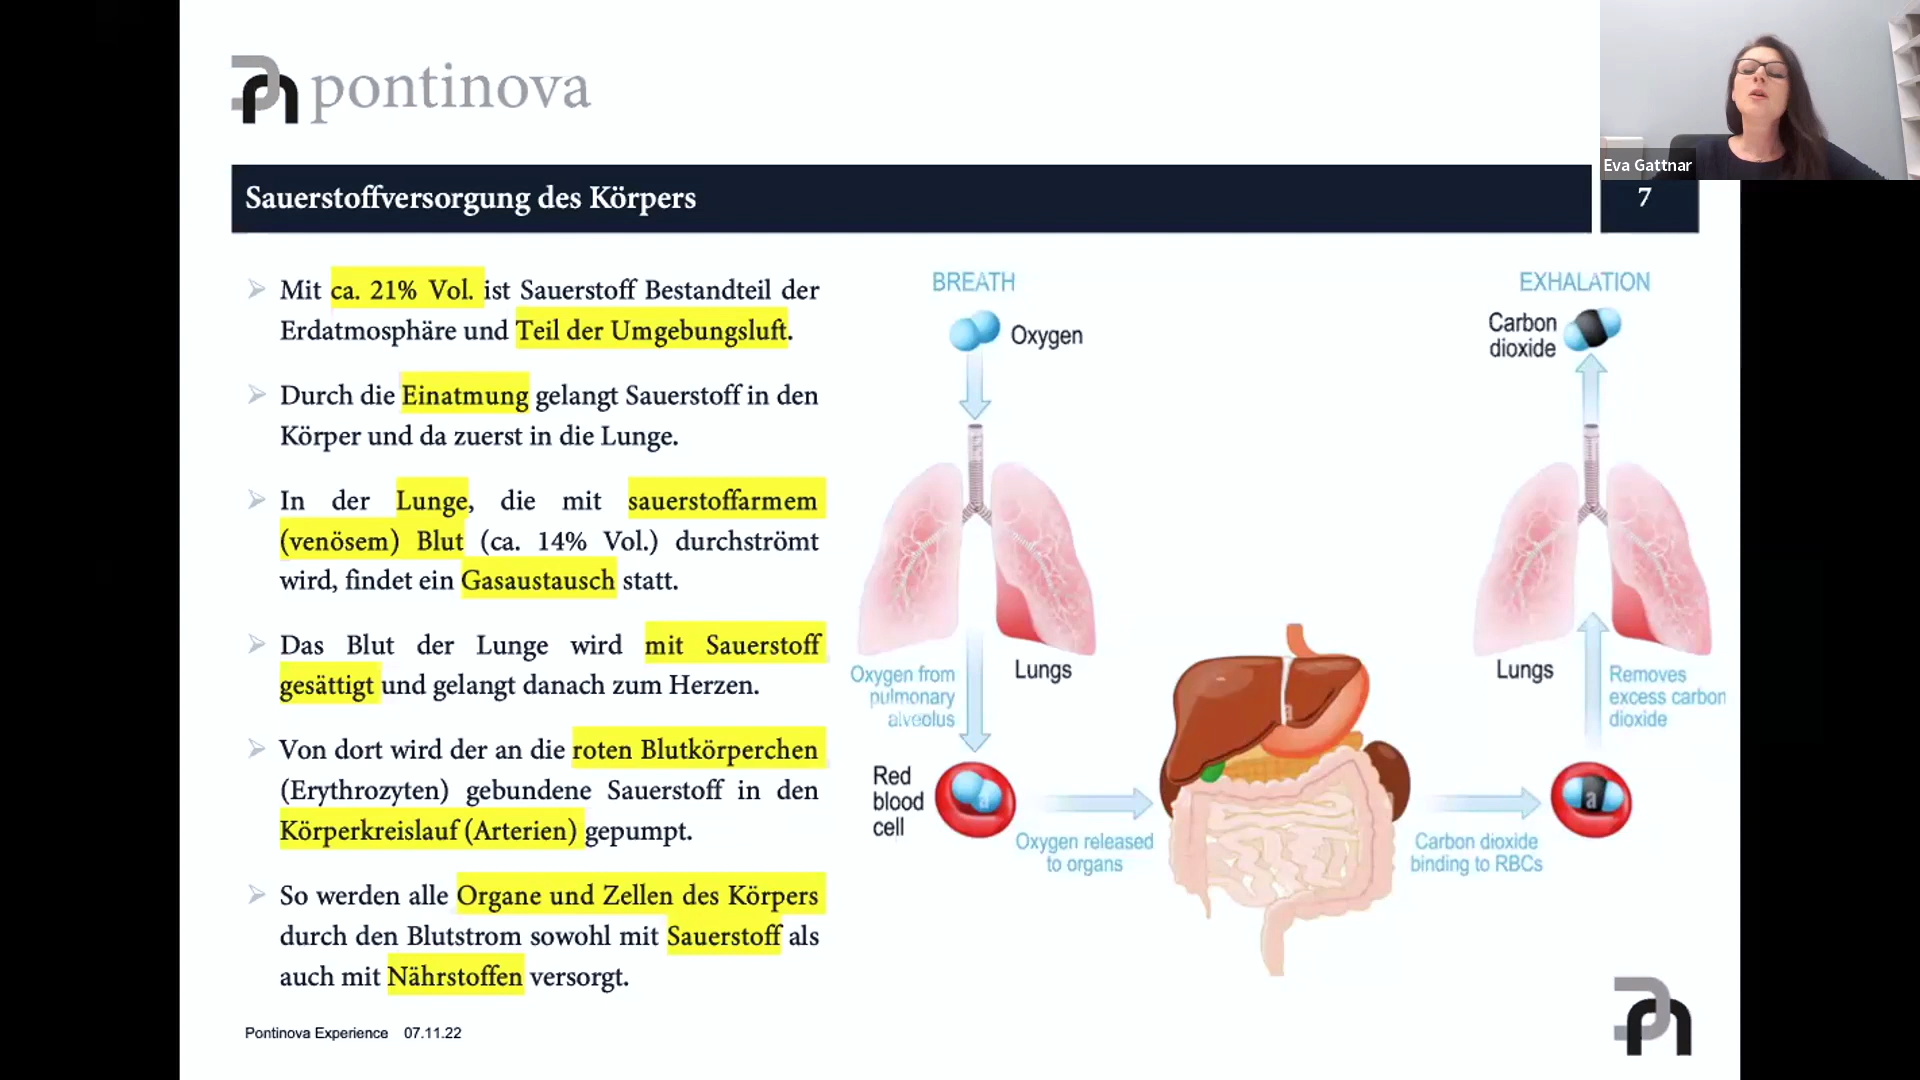 pontinova
Eva Gattnar
Sauerstoffversorgung des Körpers
7
Mit ca. 21% Vol. ist Sauerstoff Bestandteil der
Erdatmosphäre und Teil der Umgebungsluft.
Durch die Einatmung gelangt Sauerstoff in den
Körper und da zuerst in die Lunge.
In der Lunge, die mit sauerstoffarmem
(venösem) Blut (ca. 14% Vol.) durchströmt
wird, findet ein Gasaustausch statt.
Das Blut der Lunge wird mit Sauerstoff
gesättigt und gelangt danach zum Herzen.
Von dort wird der an die roten Blutkörperchen
(Erythrozyten) gebundene Sauerstoff in den
Körperkreislauf (Arterien) gepumpt.
So werden alle Organe und Zellen des Körpers
durch den Blutstrom sowohl mit Sauerstoff als
auch mit Nährstoffen versorgt.
BREATH
Oxygen
Lungs
Oxygen from
pulmonary
alveolus
Red
blood
cell
a
Oxygen released
to organs
a
Carbon dioxide
binding to RBCs
a
EXHALATION
Carbon
dioxide
Lungs
Removes
excess carbon
dioxide
Pontinova Experience 07.11.22